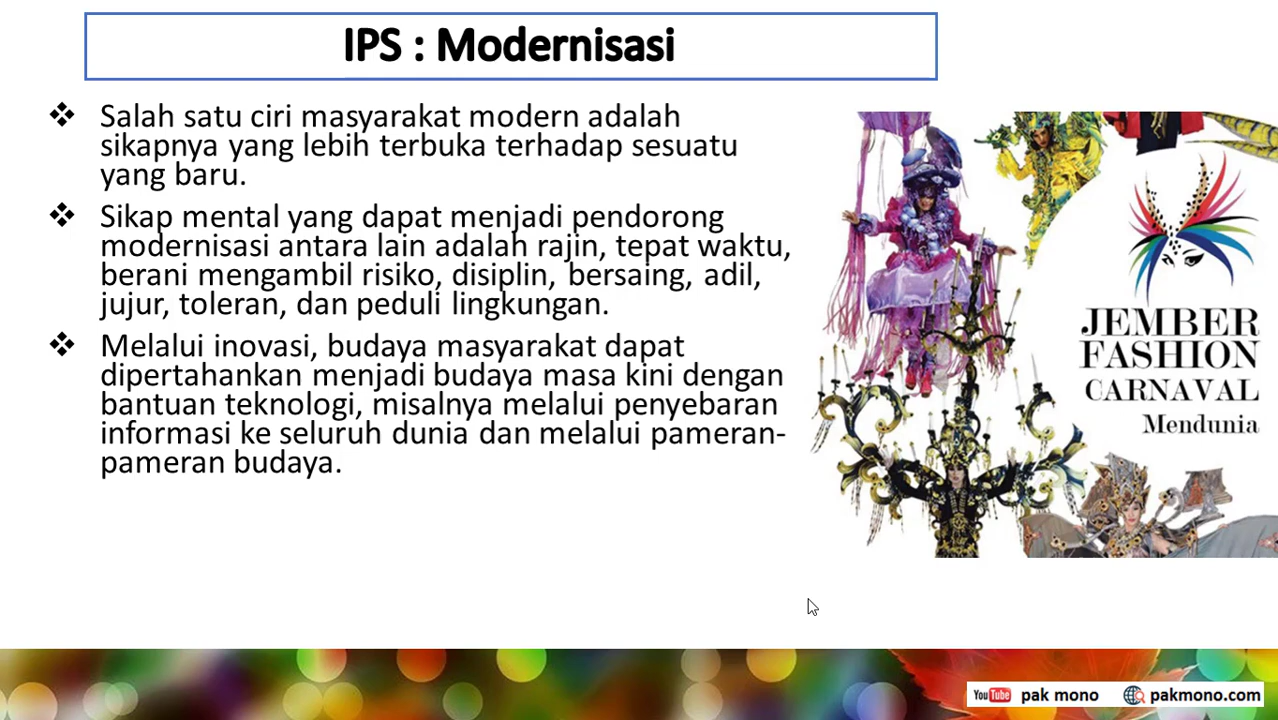 IPS : Modernisasi
❖ Salah satu ciri masyarakat modern adalah
sikapnya yang lebih terbuka terhadap sesuatu
yang baru.
❖ Sikap mental yang dapat menjadi pendorong
modernisasi antara lain adalah rajin, tepat waktu,
berani mengambil risiko, disiplin, bersaing, adil,
jujur, toleran, dan peduli lingkungan.
❖ Melalui inovasi, budaya masyarakat dapat
dipertahankan menjadi budaya masa kini dengan
bantuan teknologi, misalnya melalui penyebaran
informasi ke seluruh dunia dan melalui pameran-
pameran budaya.
JEMBER
FASHION
CARNAVAL
Mendunia
YouTube pak mono pakmono.com